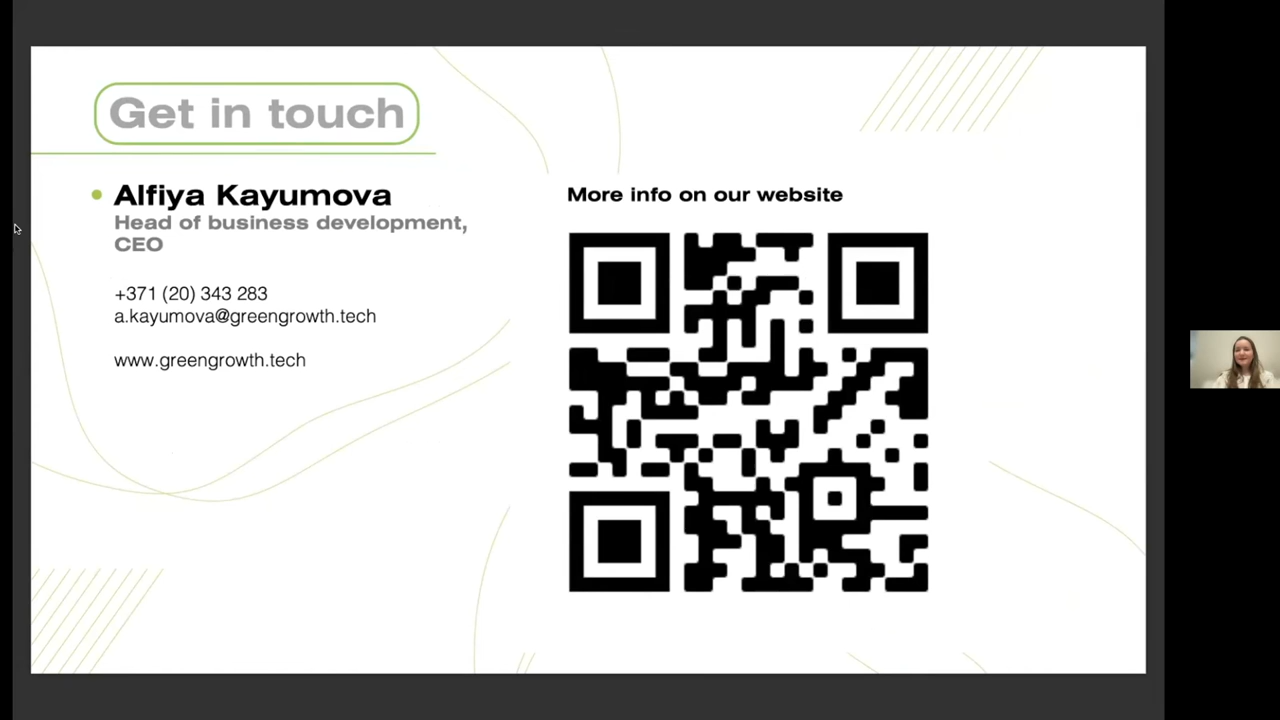 Get in touch
Alfiya Kayumova
Head of business development,
CEO
+371 (20) 343 283
a.kayumova@greengrowth.tech
www.greengrowth.tech
More info on our website